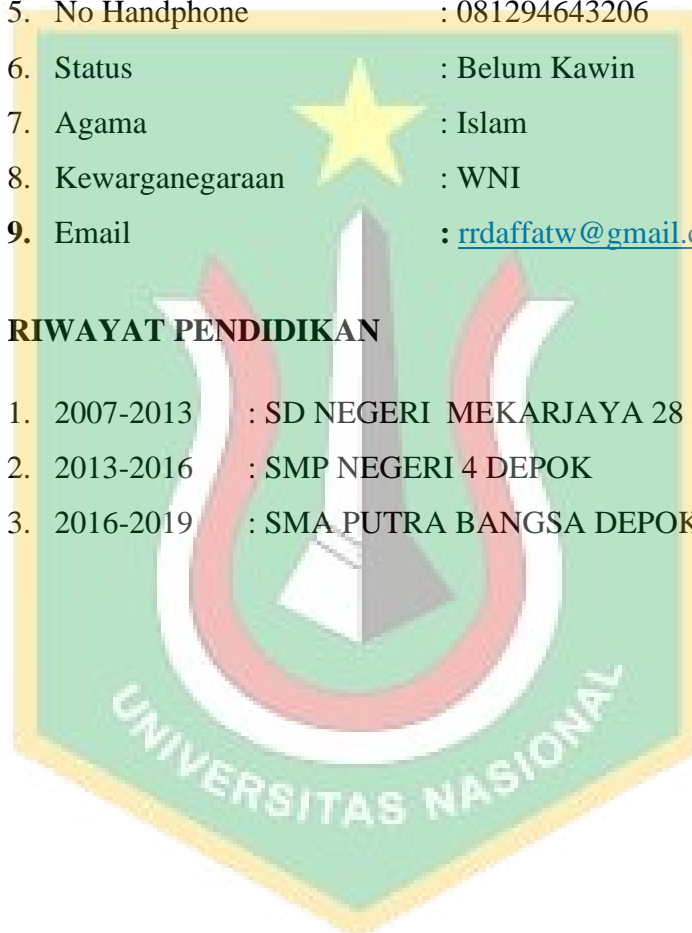 5. No Handphone : 081294643206
6. Status : Belum Kawin
7. Agama : Islam
8. Kewarganegaraan : WNI
9. Email : rrdaffatw@gmail.c
RIWAYAT PENDIDIKAN
1. 2007-2013 : SD NEGERI MEKARJAYA 28
2. 2013-2016 : SMP NEGERI 4 DEPOK
3. 2016-2019 : SMA PUTRA BANGSA DEPOK
UNIVERSITAS NASIONAL